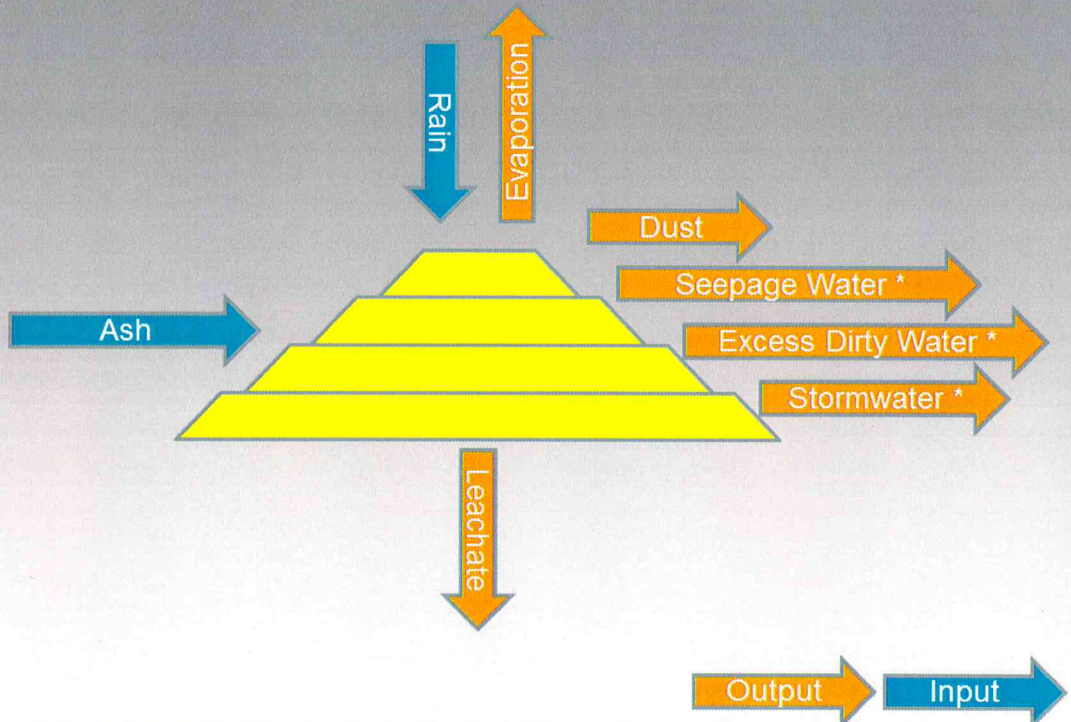 Rain
Evaporation
Dust
Seepage Water *
Ash
Excess Dirty Water *
Stormwater *
Leachate
Output
Input